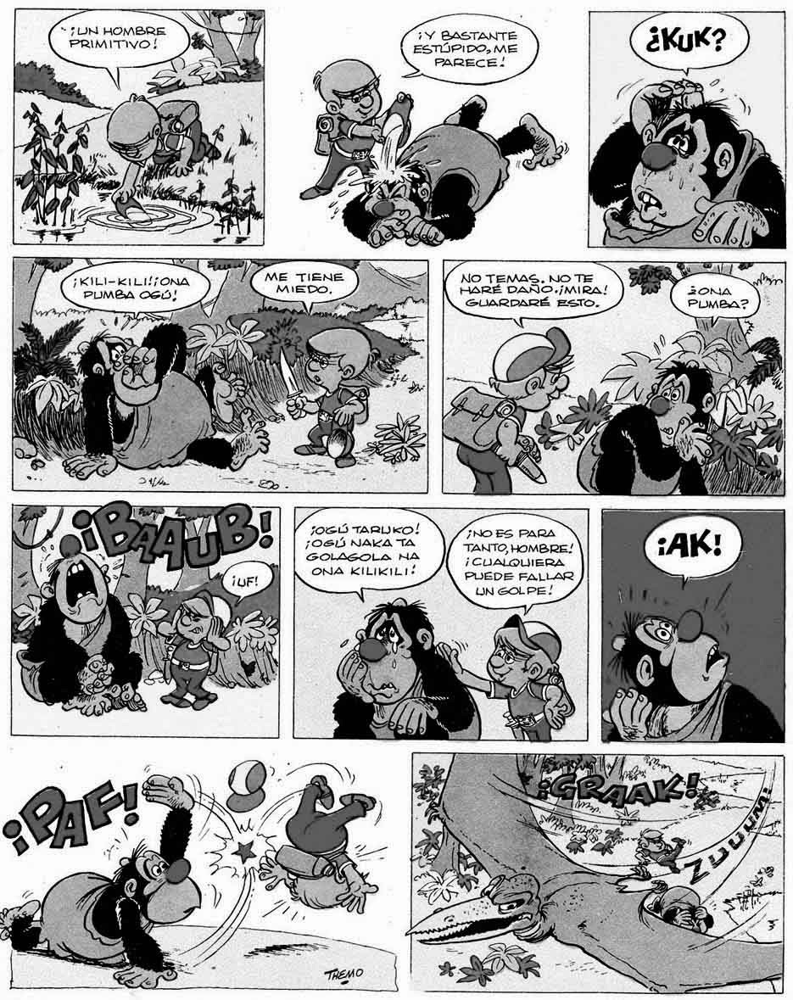 ¡UN HOMBRE
PRIMITIVO!
¡Y BASTANTE
ESTÚPIDO, ME
PARECE!
¿KUK?
¡KILI-KILI! ¡ONA
PUMBA OGÚ!
ME TIENE
MIEDO.
NO TEMAS. NO TE
HARÉ DAÑO. ¡MIRA!
GUARDARÉ ESTO.
¿ONA
PUMBA?
¡BAAUB!
¡UF!
¡OGÚ TARUKO!
¡OGÚ NAKA TA
GOLAGOLA NA
ONA KILIKILI!
¡NO ES PARA
TANTO, HOMBRE!
¡CUALQUIERA
PUEDE FALLAR
UN GOLPE!
¡AK!
¡PAF!
THEMO
¡GRAAK!
ZUUUM!